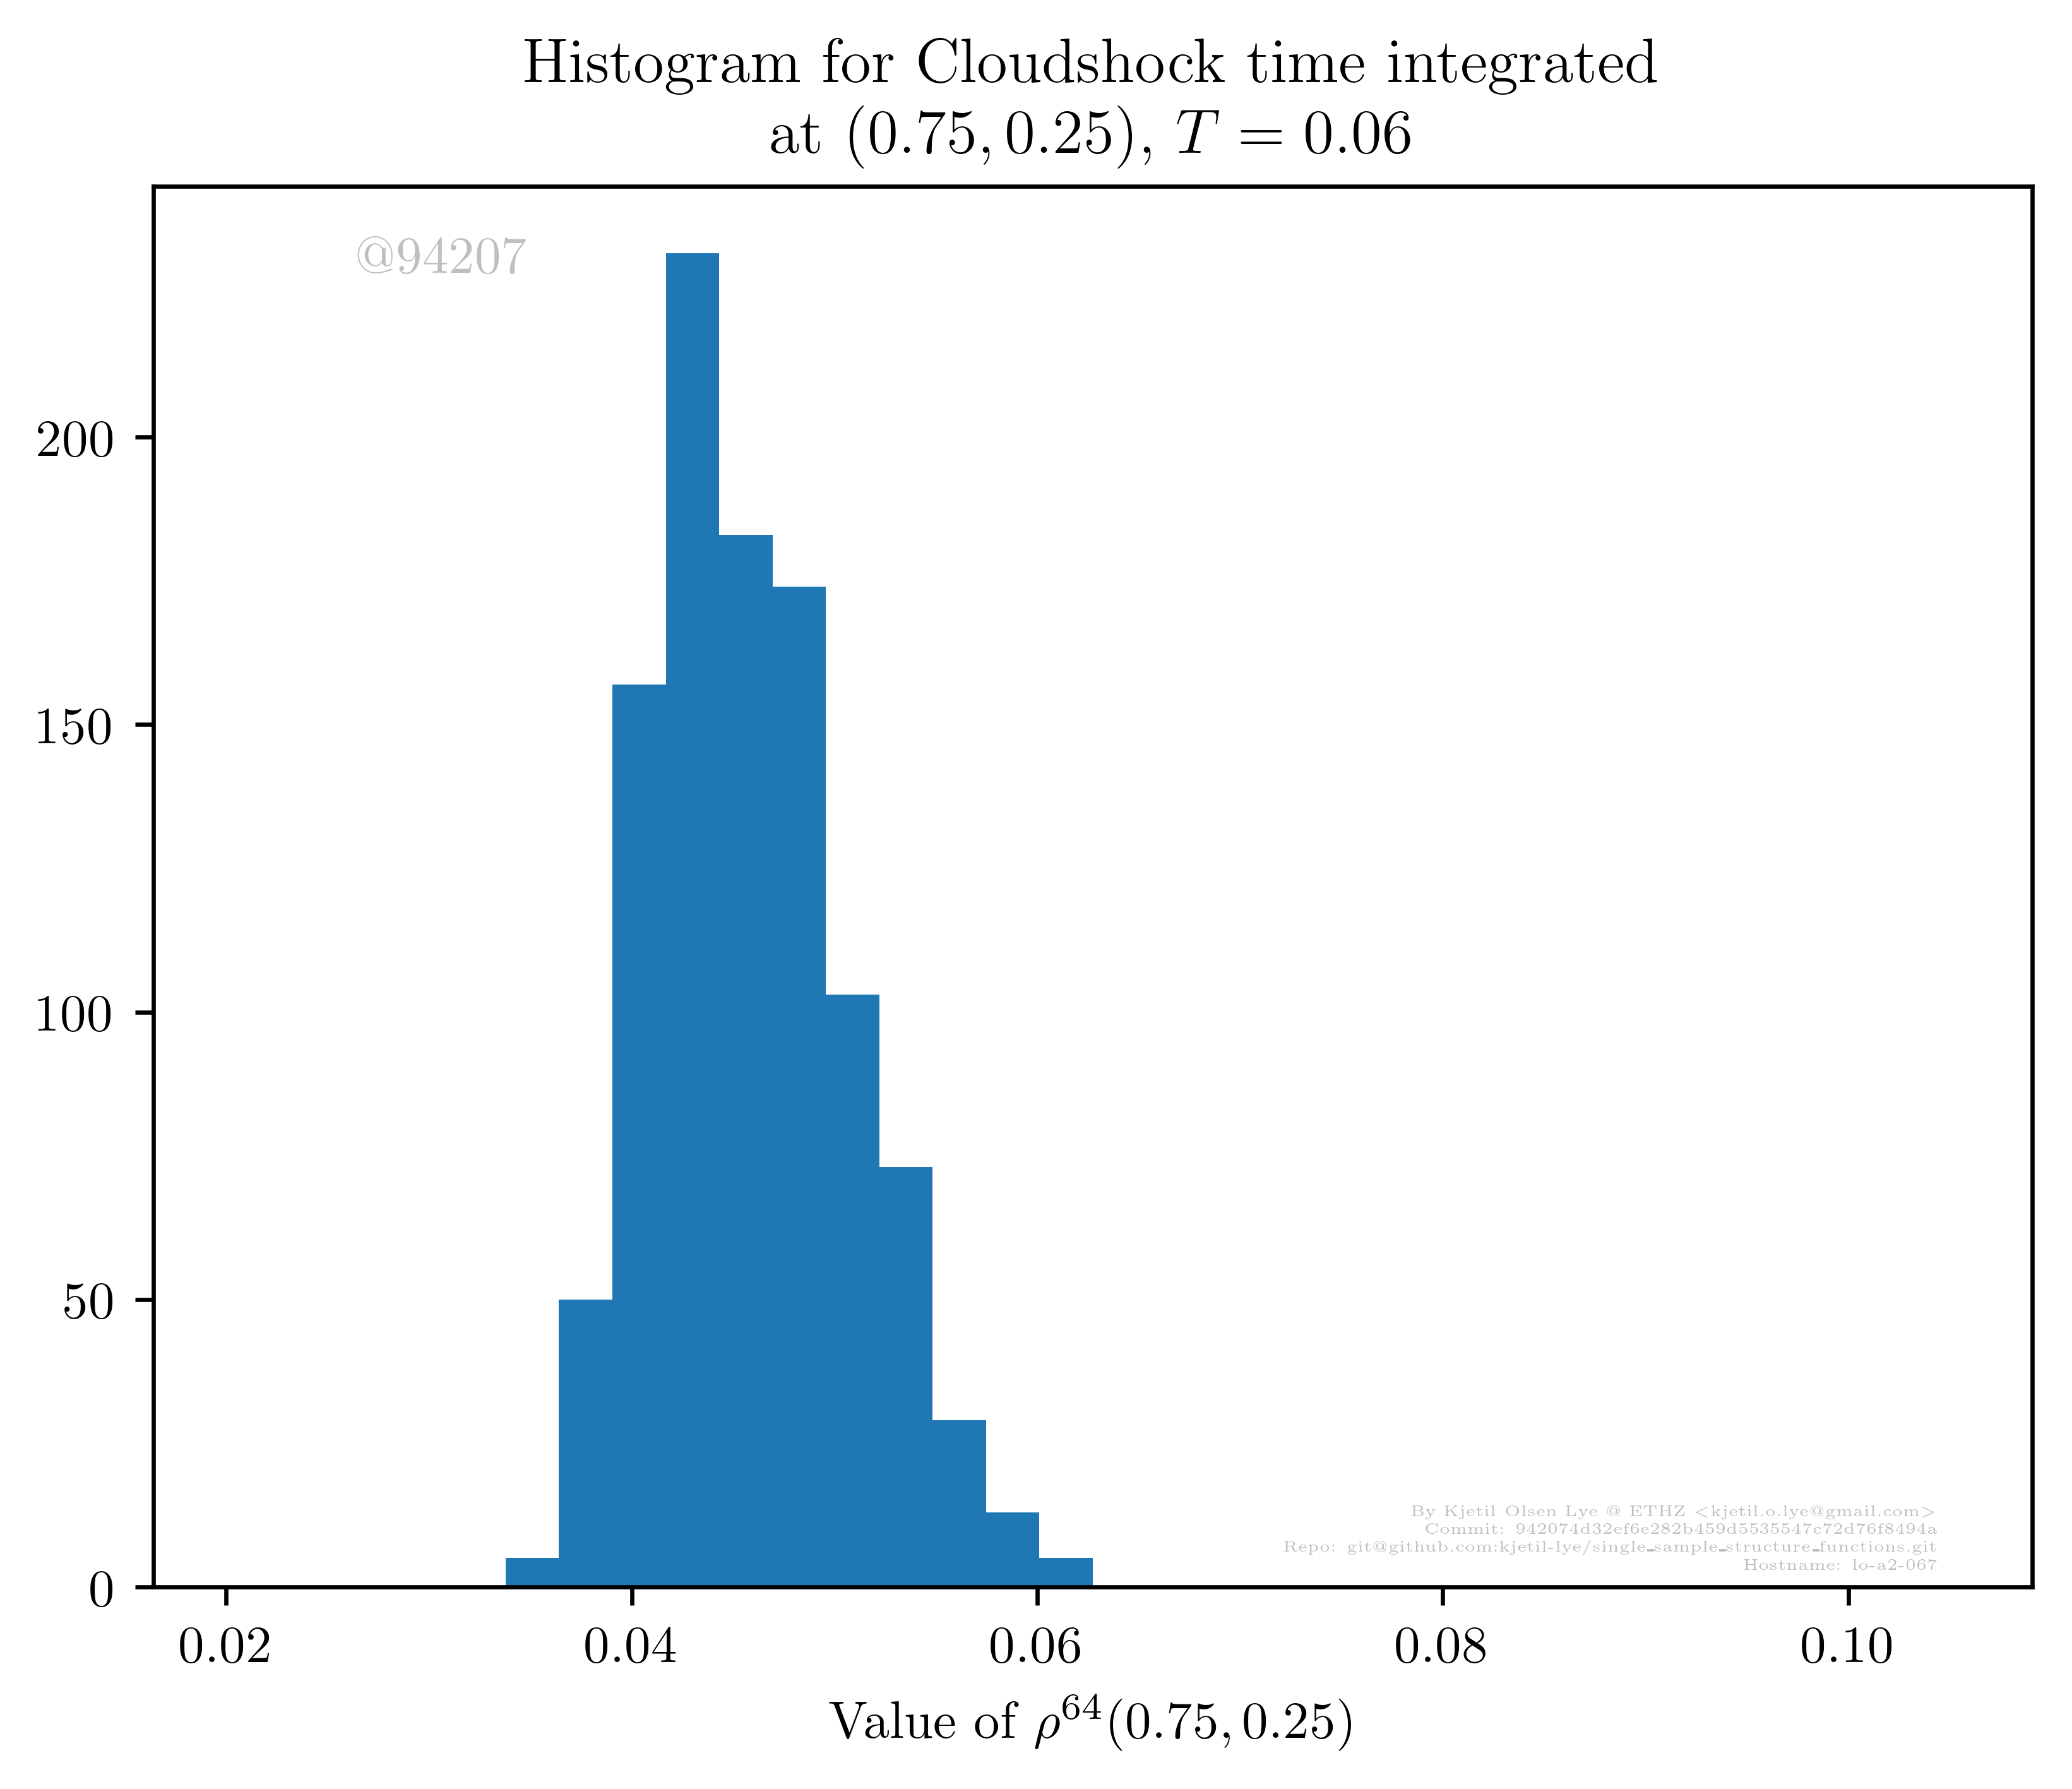 Histogram for Cloudshock time integrated
at (0.75, 0.25), T = 0.06
@94207
200
150
100
50
0
By Kjetil Olsen Lye @ ETHZ <kjetil.o.lye@gmail.com>
Commit: 942074d32ef6e282b459d5535547c72d76f8494a
Repo: git@github.com:kjetil-lye/single_sample_structure_functions.git
Hostname: lo-a2-067
0.02 0.04 0.06 0.08 0.10
Value of ρ^64(0.75, 0.25)